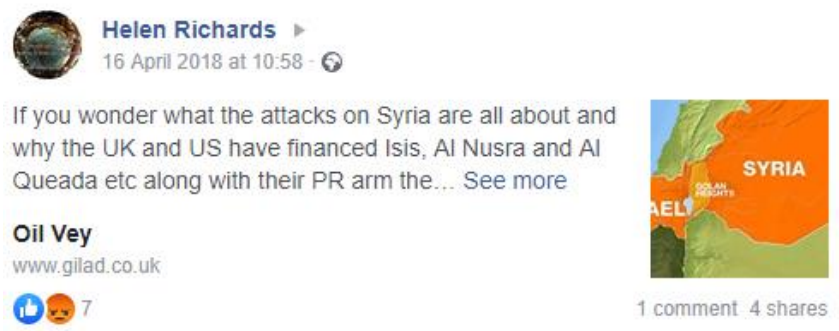 Helen Richards
16 April 2018 at 10:58 ·
If you wonder what the attacks on Syria are all about and
why the UK and US have financed Isis, Al Nusra and Al
Queada etc along with their PR arm the... See more
SYRIA
GOLAN
HEIGHTS
AEL
Oil Vey
www.gilad.co.uk
7
1 comment 4 shares